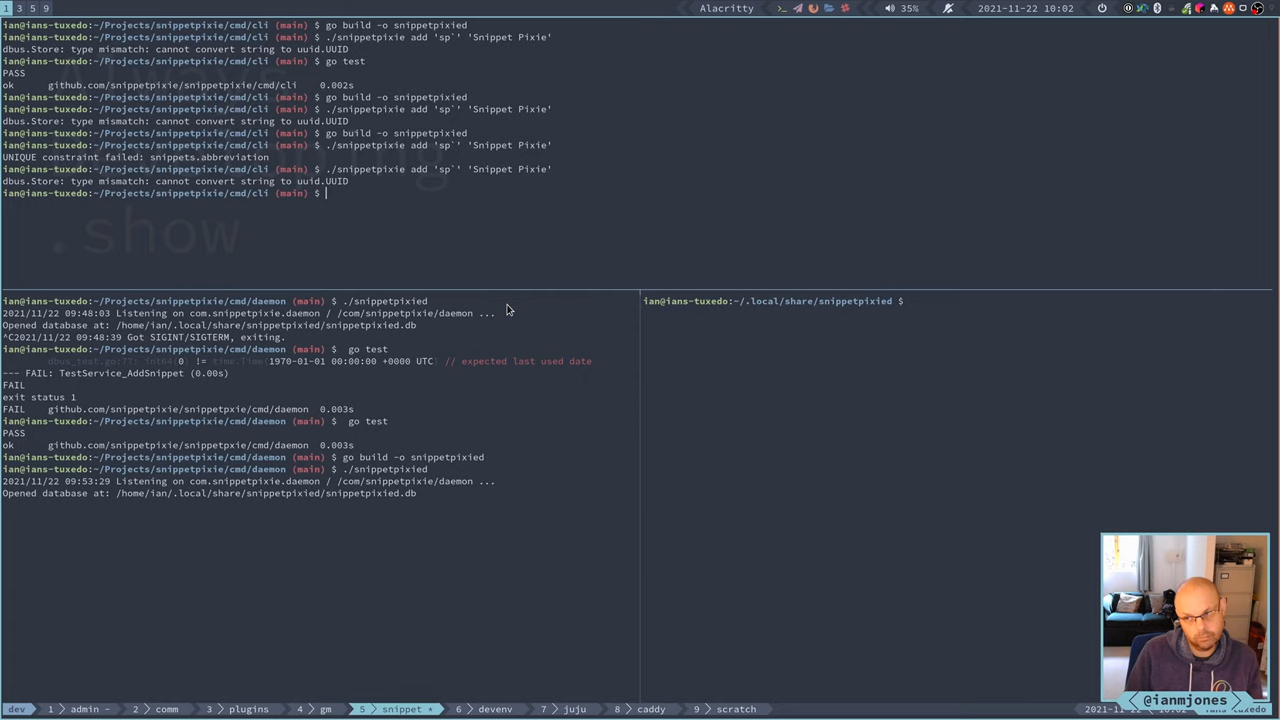 1 3 5 9
Alacritty
35%
2021-11-22 10:02
ian@ians-tuxedo:~/Projects/snippetpixie/cmd/cli (main) $ go build -o snippetpixied
ian@ians-tuxedo:~/Projects/snippetpixie/cmd/cli (main) $ ./snippetpixie add 'sp`' 'Snippet Pixie'
dbus.Store: type mismatch: cannot convert string to uuid.UUID
ian@ians-tuxedo:~/Projects/snippetpixie/cmd/cli (main) $ go test
PASS
ok github.com/snippetpixie/snippetpxie/cmd/cli 0.002s
ian@ians-tuxedo:~/Projects/snippetpixie/cmd/cli (main) $ go build -o snippetpixied
ian@ians-tuxedo:~/Projects/snippetpixie/cmd/cli (main) $ ./snippetpixie add 'sp`' 'Snippet Pixie'
dbus.Store: type mismatch: cannot convert string to uuid.UUID
ian@ians-tuxedo:~/Projects/snippetpixie/cmd/cli (main) $ go build -o snippetpixied
ian@ians-tuxedo:~/Projects/snippetpixie/cmd/cli (main) $ ./snippetpixie add 'sp`' 'Snippet Pixie'
UNIQUE constraint failed: snippets.abbreviation
ian@ians-tuxedo:~/Projects/snippetpixie/cmd/cli (main) $ ./snippetpixie add 'sp`' 'Snippet Pixie'
dbus.Store: type mismatch: cannot convert string to uuid.UUID
ian@ians-tuxedo:~/Projects/snippetpixie/cmd/cli (main) $
.show
ian@ians-tuxedo:~/Projects/snippetpixie/cmd/daemon (main) $ ./snippetpixied
2021/11/22 09:48:03 Listening on com.snippetpixie.daemon / /com/snippetpixie/daemon ...
Opened database at: /home/ian/.local/share/snippetpixied/snippetpixied.db
^C2021/11/22 09:48:39 Got SIGINT/SIGTERM, exiting.
ian@ians-tuxedo:~/Projects/snippetpixie/cmd/daemon (main) $ go test
dbus_test.go:77: int64(0) != time.Time(1970-01-01 00:00:00 +0000 UTC) // expected last used date
--- FAIL: TestService_AddSnippet (0.00s)
FAIL
exit status 1
FAIL github.com/snippetpixie/snippetpxie/cmd/daemon 0.003s
ian@ians-tuxedo:~/Projects/snippetpixie/cmd/daemon (main) $ go test
PASS
ok github.com/snippetpixie/snippetpxie/cmd/daemon 0.003s
ian@ians-tuxedo:~/Projects/snippetpixie/cmd/daemon (main) $ go build -o snippetpixied
ian@ians-tuxedo:~/Projects/snippetpixie/cmd/daemon (main) $ ./snippetpixied
2021/11/22 09:53:29 Listening on com.snippetpixie.daemon / /com/snippetpixie/daemon ...
Opened database at: /home/ian/.local/share/snippetpixied/snippetpixied.db
ian@ians-tuxedo:~/.local/share/snippetpixied $
@ianmjones
dev 1 admin - 2 comm 3 plugins 4 gm 5 snippet * 6 devenv 7 juju 8 caddy 9 scratch